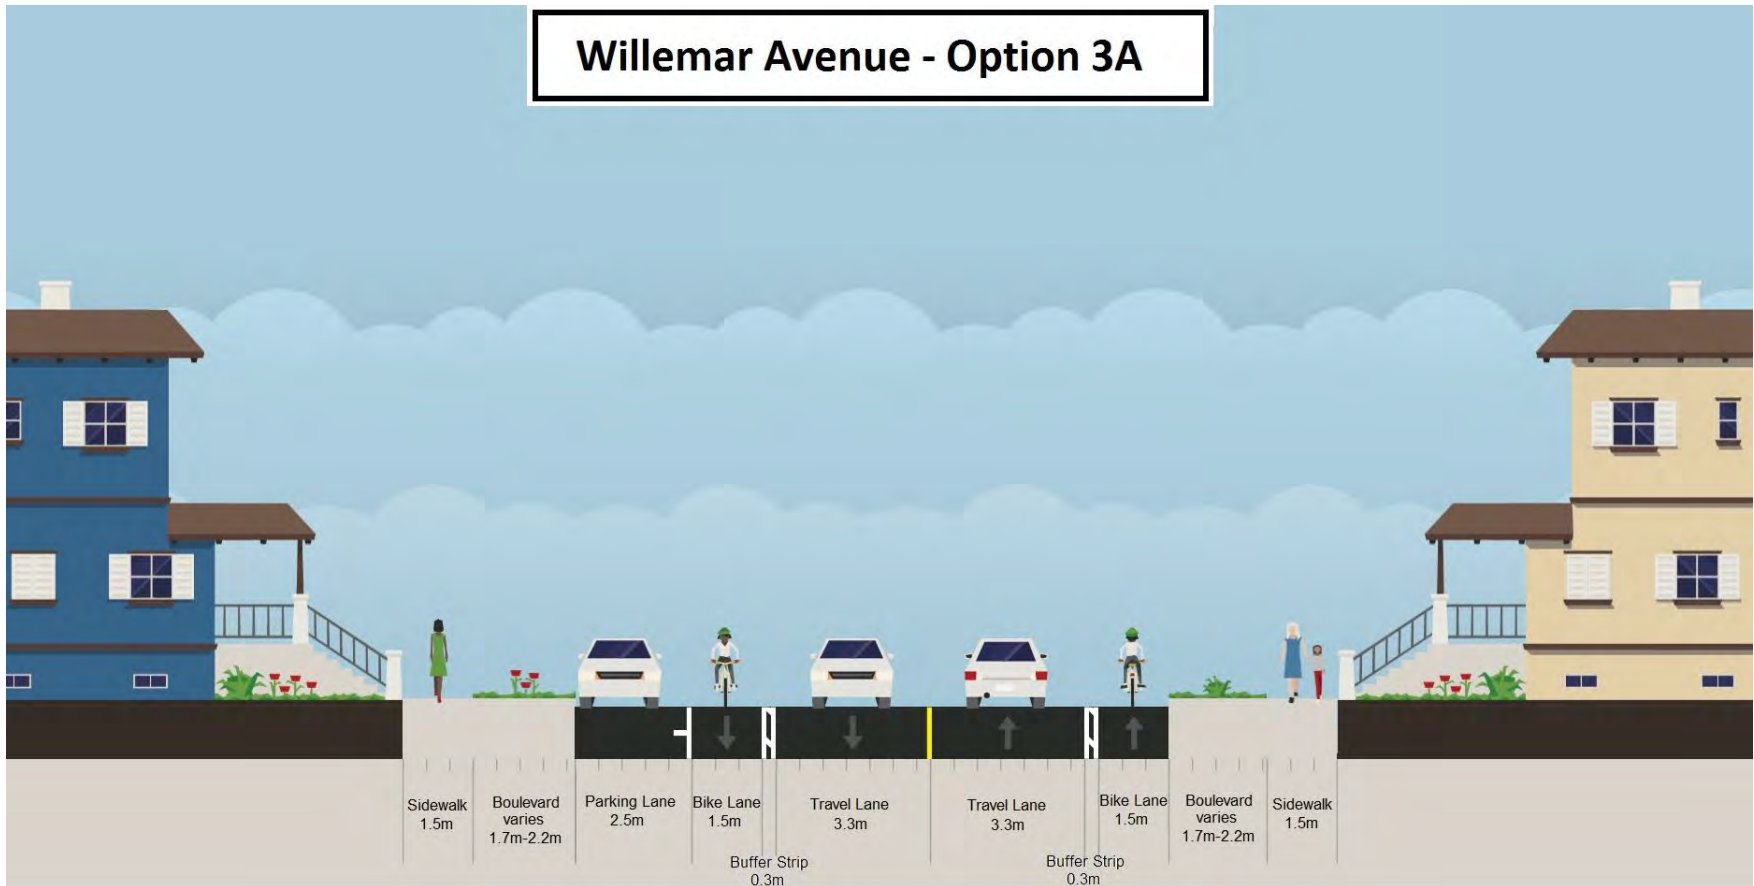 Willemar Avenue - Option 3A
Sidewalk
1.5m
Boulevard
varies
1.7m-2.2m
Parking Lane
2.5m
Bike Lane
1.5m
Buffer Strip
0.3m
Travel Lane
3.3m
Travel Lane
3.3m
Buffer Strip
0.3m
Bike Lane
1.5m
Boulevard
varies
1.7m-2.2m
Sidewalk
1.5m